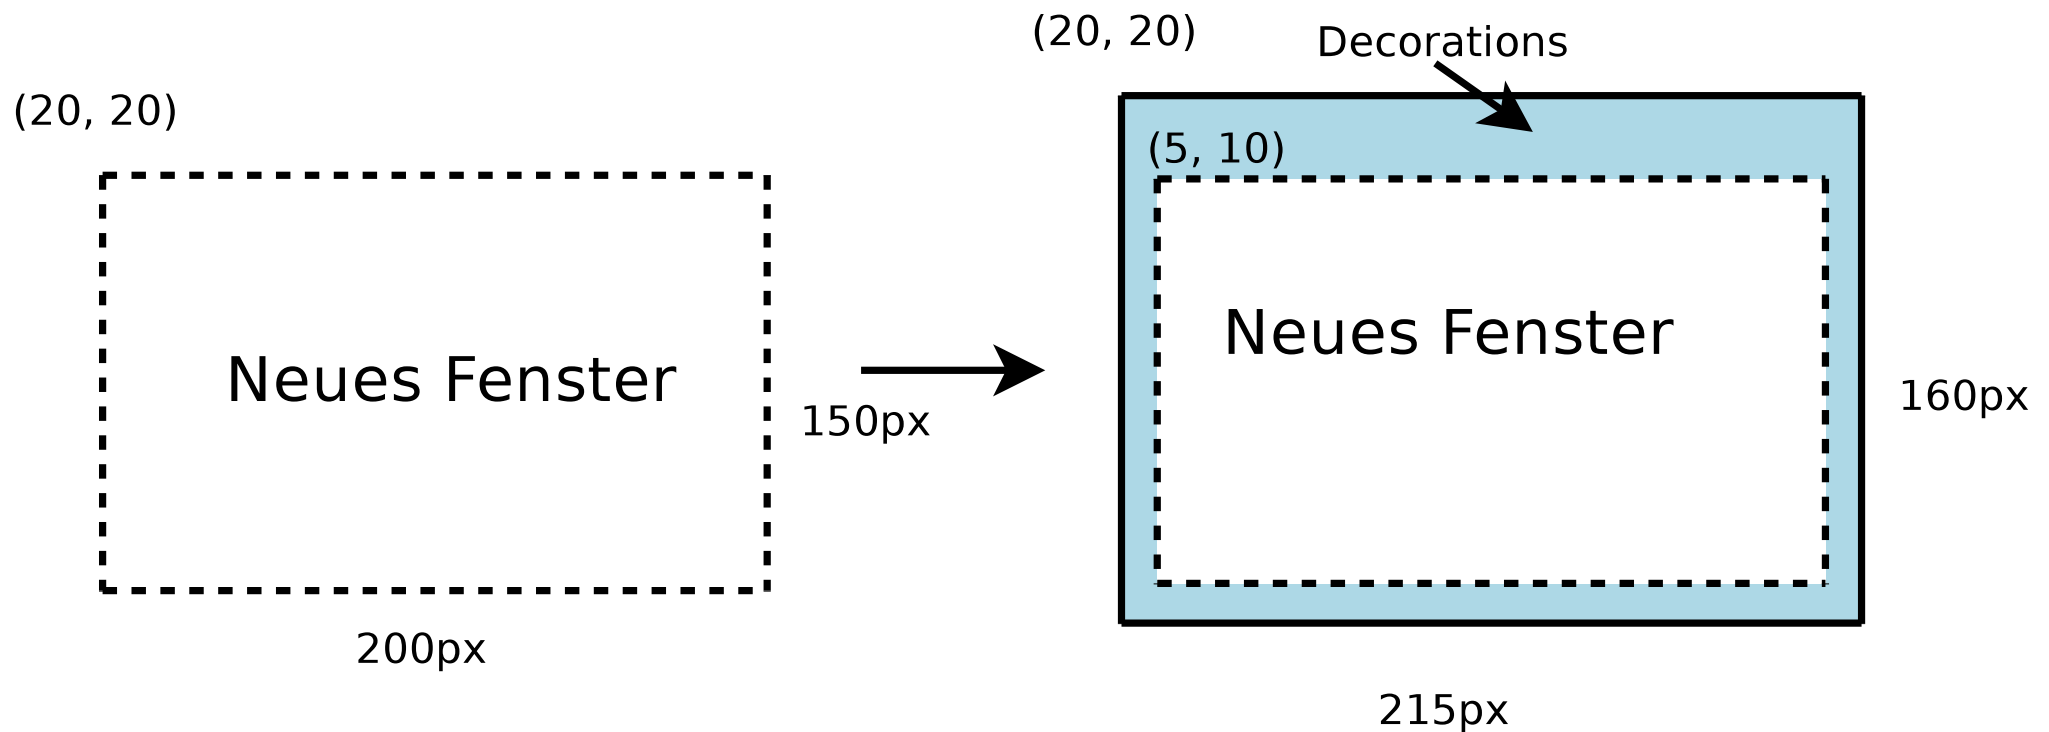 (20, 20)
Neues Fenster
150px
200px
(20, 20)
Decorations
(5, 10)
Neues Fenster
160px
215px